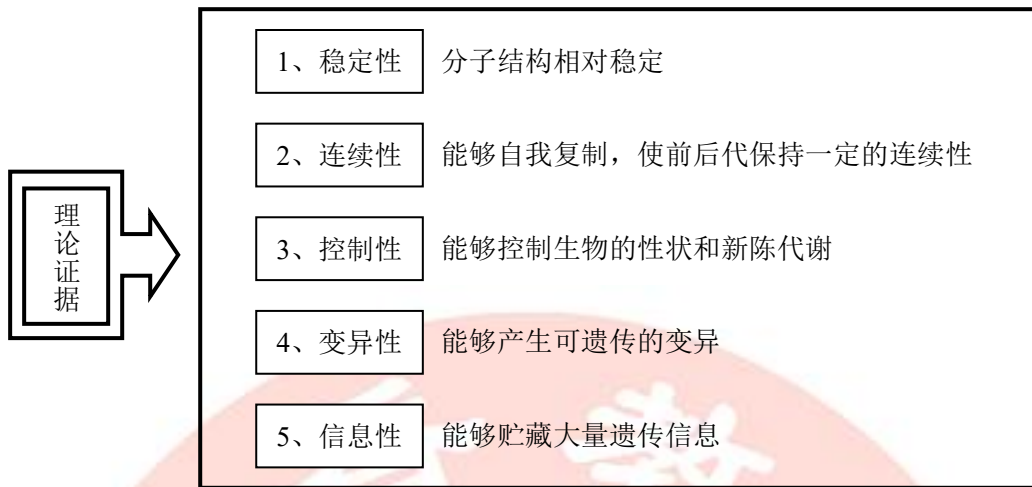 理论证据
1、稳定性 分子结构相对稳定
2、连续性 能够自我复制，使前后代保持一定的连续性
3、控制性 能够控制生物的性状和新陈代谢
4、变异性 能够产生可遗传的变异
5、信息性 能够贮藏大量遗传信息